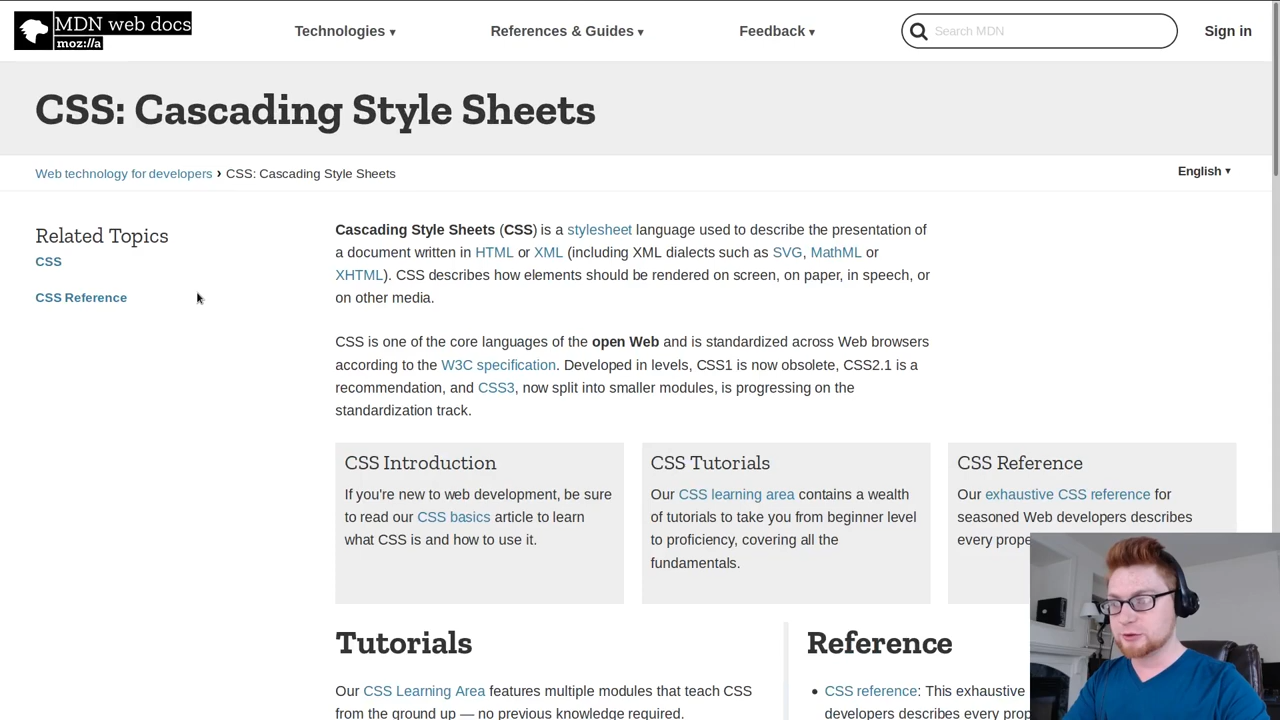 MDN web docs
moz://a
Technologies ▾
References & Guides ▾
Feedback ▾
Search MDN
Sign in
CSS: Cascading Style Sheets
Web technology for developers › CSS: Cascading Style Sheets
English ▾
Related Topics
CSS
CSS Reference
Cascading Style Sheets (CSS) is a stylesheet language used to describe the presentation of
a document written in HTML or XML (including XML dialects such as SVG, MathML or
XHTML). CSS describes how elements should be rendered on screen, on paper, in speech, or
on other media.
CSS is one of the core languages of the open Web and is standardized across Web browsers
according to the W3C specification. Developed in levels, CSS1 is now obsolete, CSS2.1 is a
recommendation, and CSS3, now split into smaller modules, is progressing on the
standardization track.
CSS Introduction
If you're new to web development, be sure
to read our CSS basics article to learn
what CSS is and how to use it.
CSS Tutorials
Our CSS learning area contains a wealth
of tutorials to take you from beginner level
to proficiency, covering all the
fundamentals.
CSS Reference
Our exhaustive CSS reference for
seasoned Web developers describes
every prope
Tutorials
Our CSS Learning Area features multiple modules that teach CSS
from the ground up — no previous knowledge required.
Reference
• CSS reference: This exhaustive
developers describes every prop